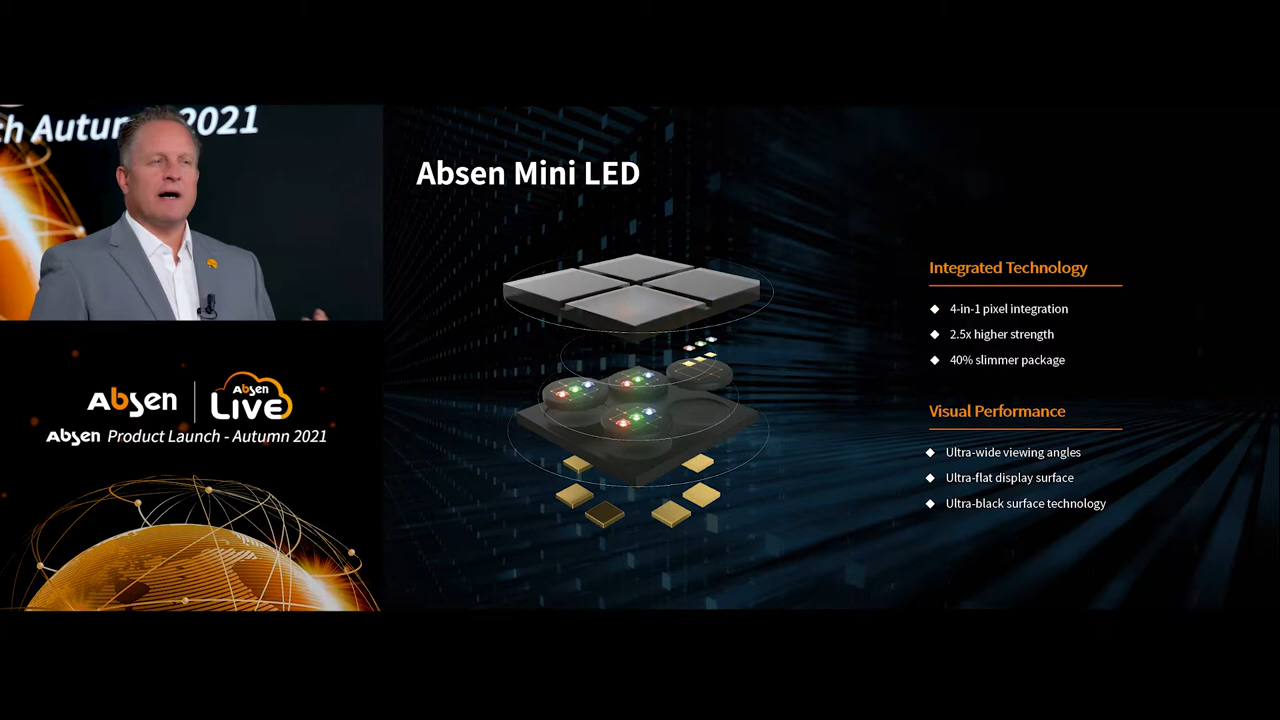 ch Autumn 2021
Absen Mini LED
Integrated Technology
4-in-1 pixel integration
2.5x higher strength
40% slimmer package
Visual Performance
Ultra-wide viewing angles
Ultra-flat display surface
Ultra-black surface technology
Absen
Absen
LIVE
Absen Product Launch - Autumn 2021